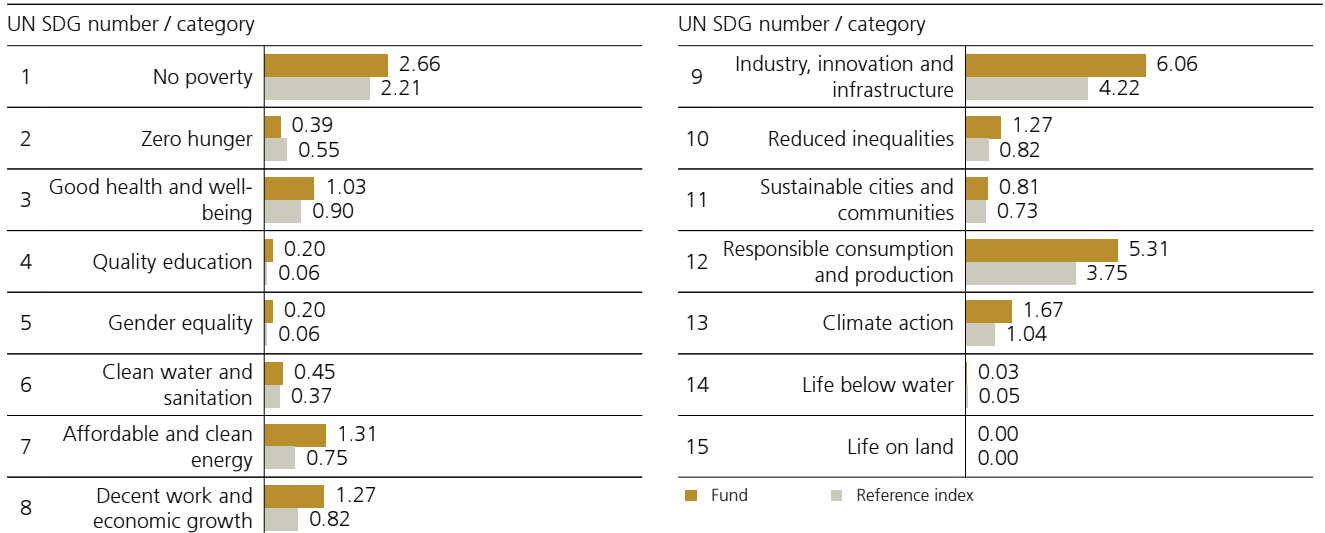 UN SDG number / category
1 No poverty 2.66
2.21
2 Zero hunger 0.39
0.55
3 Good health and well-
being 1.03
0.90
4 Quality education 0.20
0.06
5 Gender equality 0.20
0.06
6 Clean water and
sanitation 0.45
0.37
7 Affordable and clean
energy 1.31
0.75
8 Decent work and
economic growth 1.27
0.82
UN SDG number / category
9 Industry, innovation and
infrastructure 6.06
4.22
10 Reduced inequalities 1.27
0.82
11 Sustainable cities and
communities 0.81
0.73
12 Responsible consumption
and production 5.31
3.75
13 Climate action 1.67
1.04
14 Life below water 0.03
0.05
15 Life on land 0.00
0.00
Fund Reference index